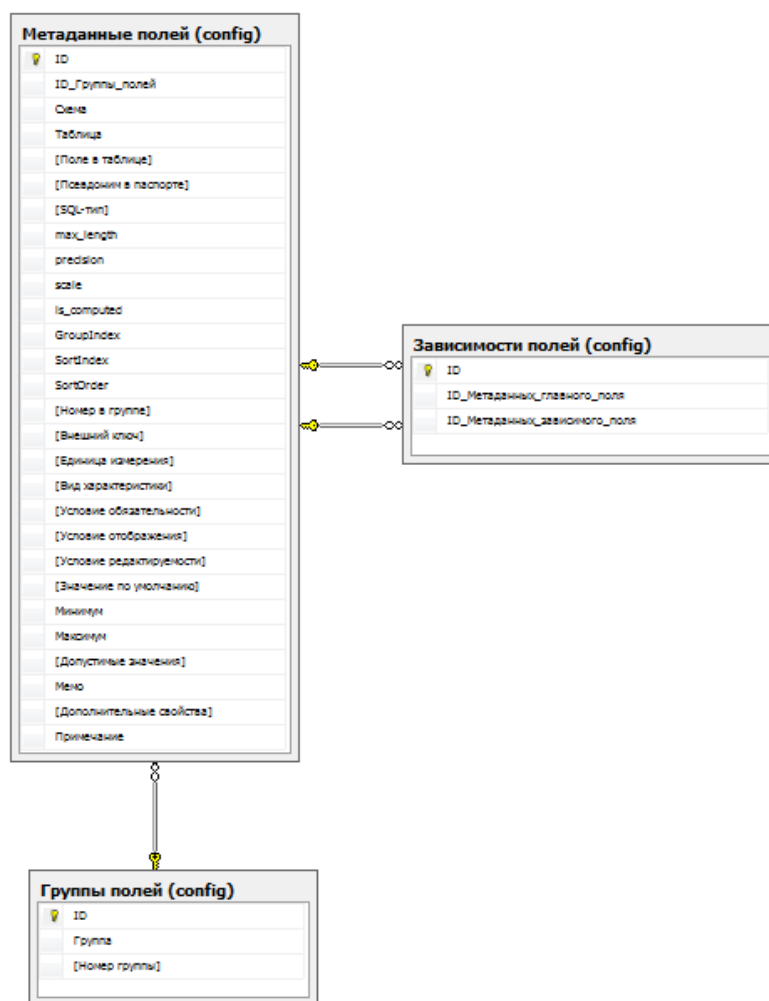 Метаданные полей (config)
ID
ID_Группы_полей
Схема
Таблица
[Поле в таблице]
[Псевдоним в паспорте]
[SQL-тип]
max_length
precision
scale
is_computed
GroupIndex
SortIndex
SortOrder
[Номер в группе]
[Внешний ключ]
[Единица измерения]
[Вид характеристики]
[Условие обязательности]
[Условие отображения]
[Условие редактируемости]
[Значение по умолчанию]
Минимум
Максимум
[Допустимые значения]
Мемо
[Дополнительные свойства]
Примечание
Зависимости полей (config)
ID
ID_Метаданных_главного_поля
ID_Метаданных_зависимого_поля
Группы полей (config)
ID
Группа
[Номер группы]